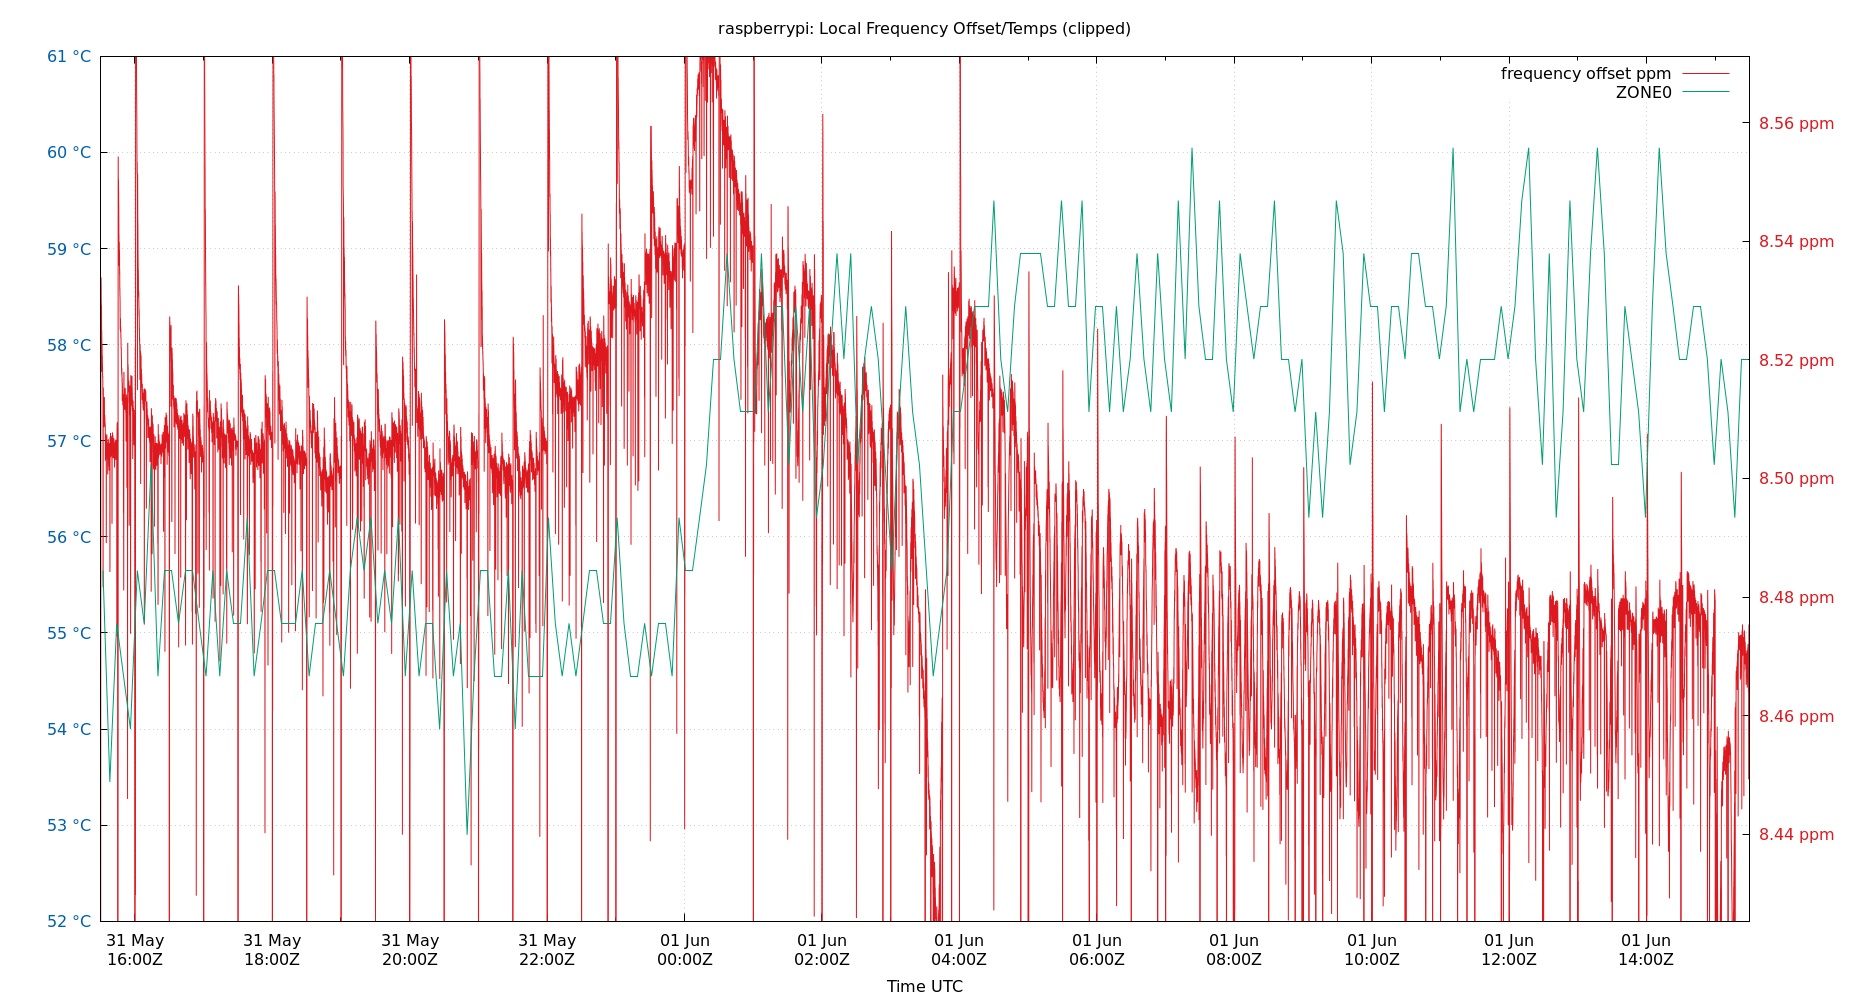 raspberrypi: Local Frequency Offset/Temps (clipped)
frequency offset ppm
ZONE0
61 °C
60 °C
59 °C
58 °C
57 °C
56 °C
55 °C
54 °C
53 °C
52 °C
8.56 ppm
8.54 ppm
8.52 ppm
8.50 ppm
8.48 ppm
8.46 ppm
8.44 ppm
31 May 31 May 31 May 31 May 01 Jun 01 Jun 01 Jun 01 Jun 01 Jun 01 Jun 01 Jun 01 Jun
16:00Z 18:00Z 20:00Z 22:00Z 00:00Z 02:00Z 04:00Z 06:00Z 08:00Z 10:00Z 12:00Z 14:00Z
Time UTC